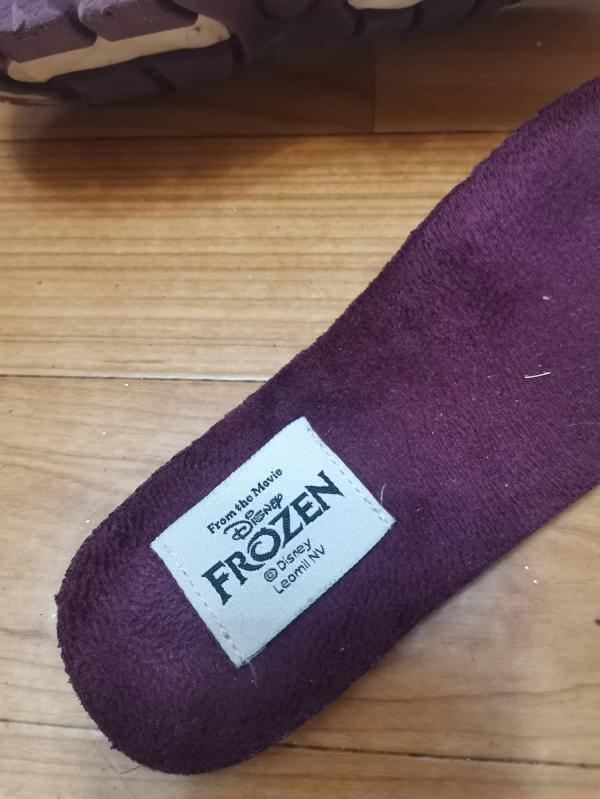 From the Movie
Disney
FROZEN
© Disney
Leomil NV